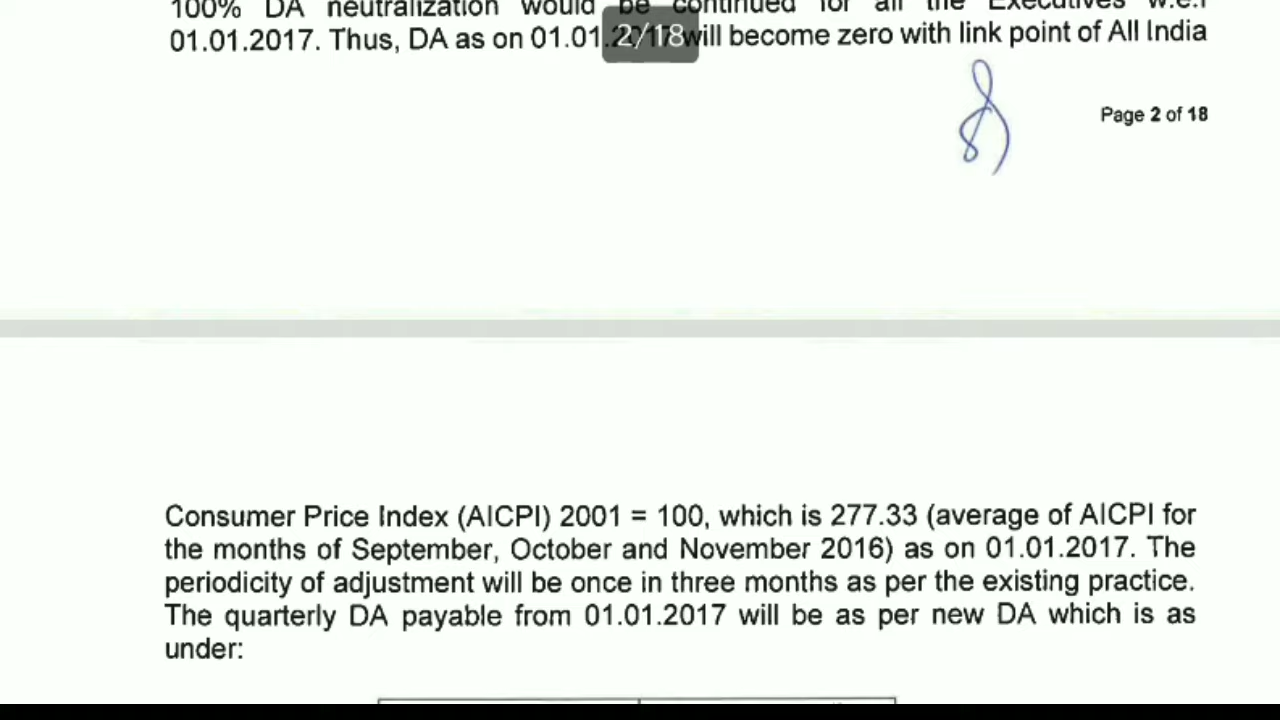 100% DA neutralization would be continued for all the Executives w.e.f
01.01.2017. Thus, DA as on 01.01.2017 will become zero with link point of All India
2/18
Page 2 of 18
Consumer Price Index (AICPI) 2001 = 100, which is 277.33 (average of AICPI for
the months of September, October and November 2016) as on 01.01.2017. The
periodicity of adjustment will be once in three months as per the existing practice.
The quarterly DA payable from 01.01.2017 will be as per new DA which is as
under: